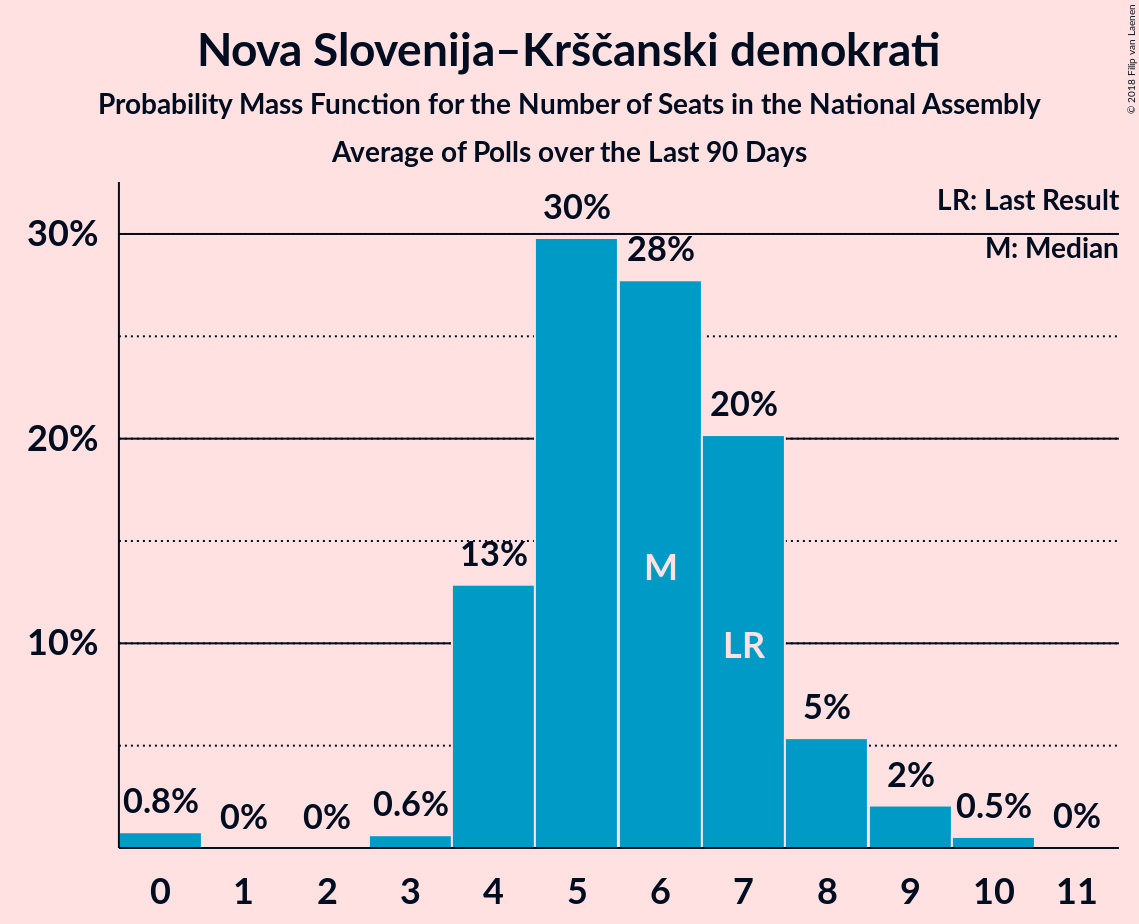 Nova Slovenija–Krščanski demokrati
Probability Mass Function for the Number of Seats in the National Assembly
Average of Polls over the Last 90 Days
© 2018 Filip van Laenen
LR: Last Result
M: Median
30%
20%
10%
0.8%
0%
0%
0.6%
13%
30%
28%
20%
5%
2%
0.5%
0%
M
LR
0 1 2 3 4 5 6 7 8 9 10 11